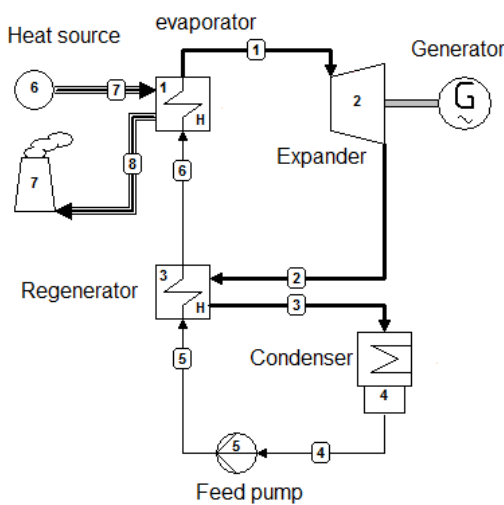 evaporator
Heat source
Generator
1
6
7
1
H
2
G
~
Expander
8
7
6
3
H
2
Regenerator
3
Condenser
5
4
5
4
Feed pump